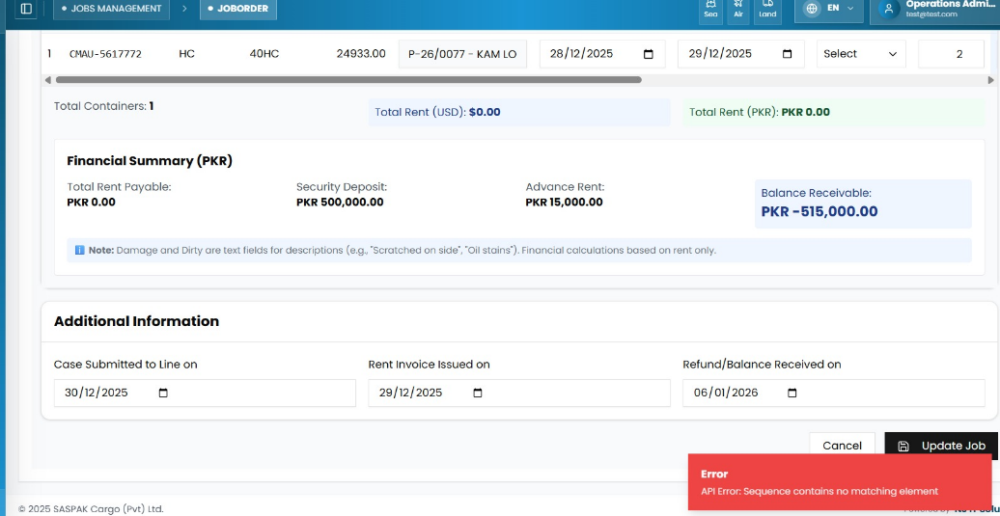 JOBS MANAGEMENT > JOBORDER Sea Air Land EN Operations Admi...
test@test.com
1 CMAU-5617772 HC 40HC 24933.00 P-26/0077 - KAM LO 28/12/2025 29/12/2025 Select 2
Total Containers: 1 Total Rent (USD): $0.00 Total Rent (PKR): PKR 0.00
Financial Summary (PKR)
Total Rent Payable: Security Deposit: Advance Rent: Balance Receivable:
PKR 0.00 PKR 500,000.00 PKR 15,000.00 PKR -515,000.00
Note: Damage and Dirty are text fields for descriptions (e.g., "Scratched on side", "Oil stains"). Financial calculations based on rent only.
Additional Information
Case Submitted to Line on Rent Invoice Issued on Refund/Balance Received on
30/12/2025 29/12/2025 06/01/2026
Cancel Update Job
Error
API Error: Sequence contains no matching element
© 2025 SASPAK Cargo (Pvt) Ltd.